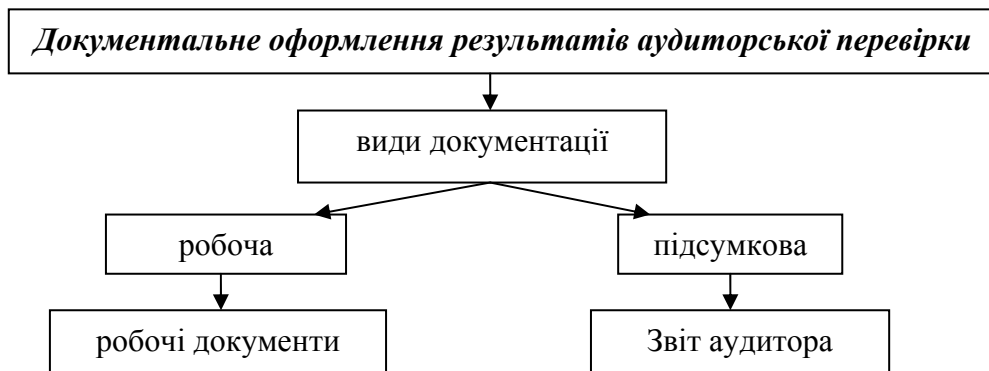 Документальне оформлення результатів аудиторської перевірки
види документації
робоча
підсумкова
робочі документи
Звіт аудитора